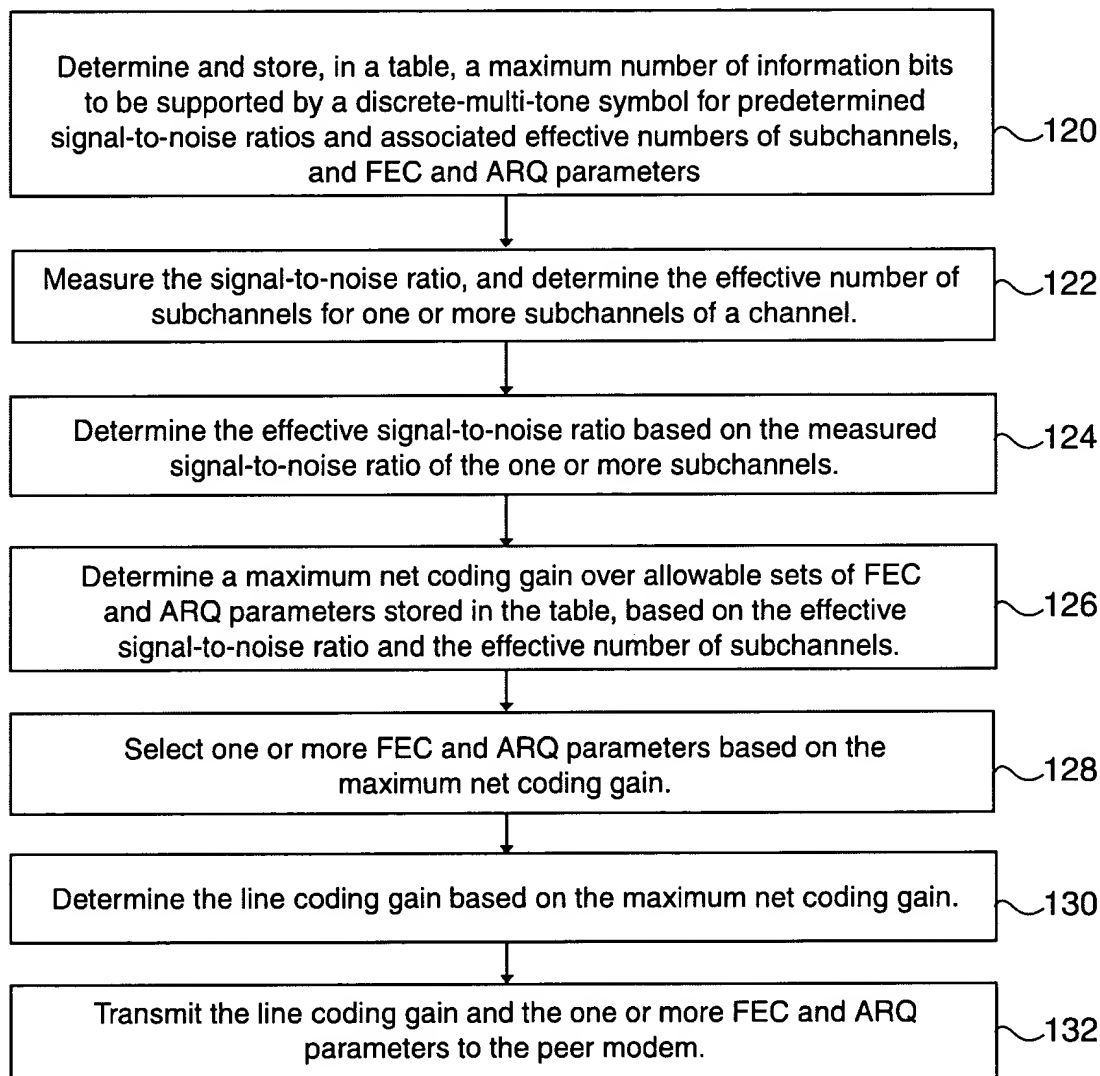 Determine and store, in a table, a maximum number of information bits
to be supported by a discrete-multi-tone symbol for predetermined
signal-to-noise ratios and associated effective numbers of subchannels,
and FEC and ARQ parameters
120
Measure the signal-to-noise ratio, and determine the effective number of
subchannels for one or more subchannels of a channel.
122
Determine the effective signal-to-noise ratio based on the measured
signal-to-noise ratio of the one or more subchannels.
124
Determine a maximum net coding gain over allowable sets of FEC
and ARQ parameters stored in the table, based on the effective
signal-to-noise ratio and the effective number of subchannels.
126
Select one or more FEC and ARQ parameters based on the
maximum net coding gain.
128
Determine the line coding gain based on the maximum net coding gain.
130
Transmit the line coding gain and the one or more FEC and ARQ
parameters to the peer modem.
132